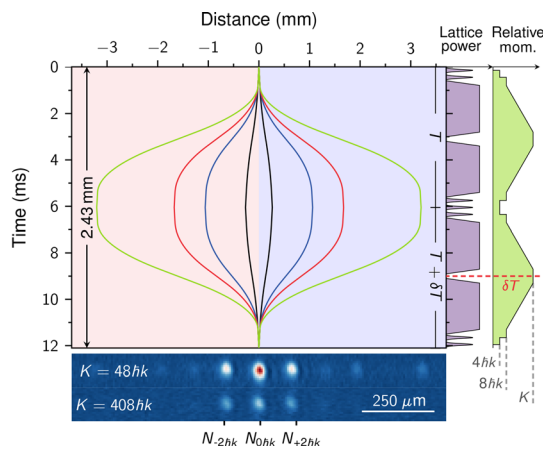 Distance (mm)
Lattice power
Relative mom.
−3 −2 −1 0 1 2 3
0
2
4
6
8
10
12
Time (ms)
2.43 mm
T
T + δT
δT
4ħk
8ħk
K
K = 48ħk
K = 408ħk
250 μm
N-2ħk N0ħk N+2ħk